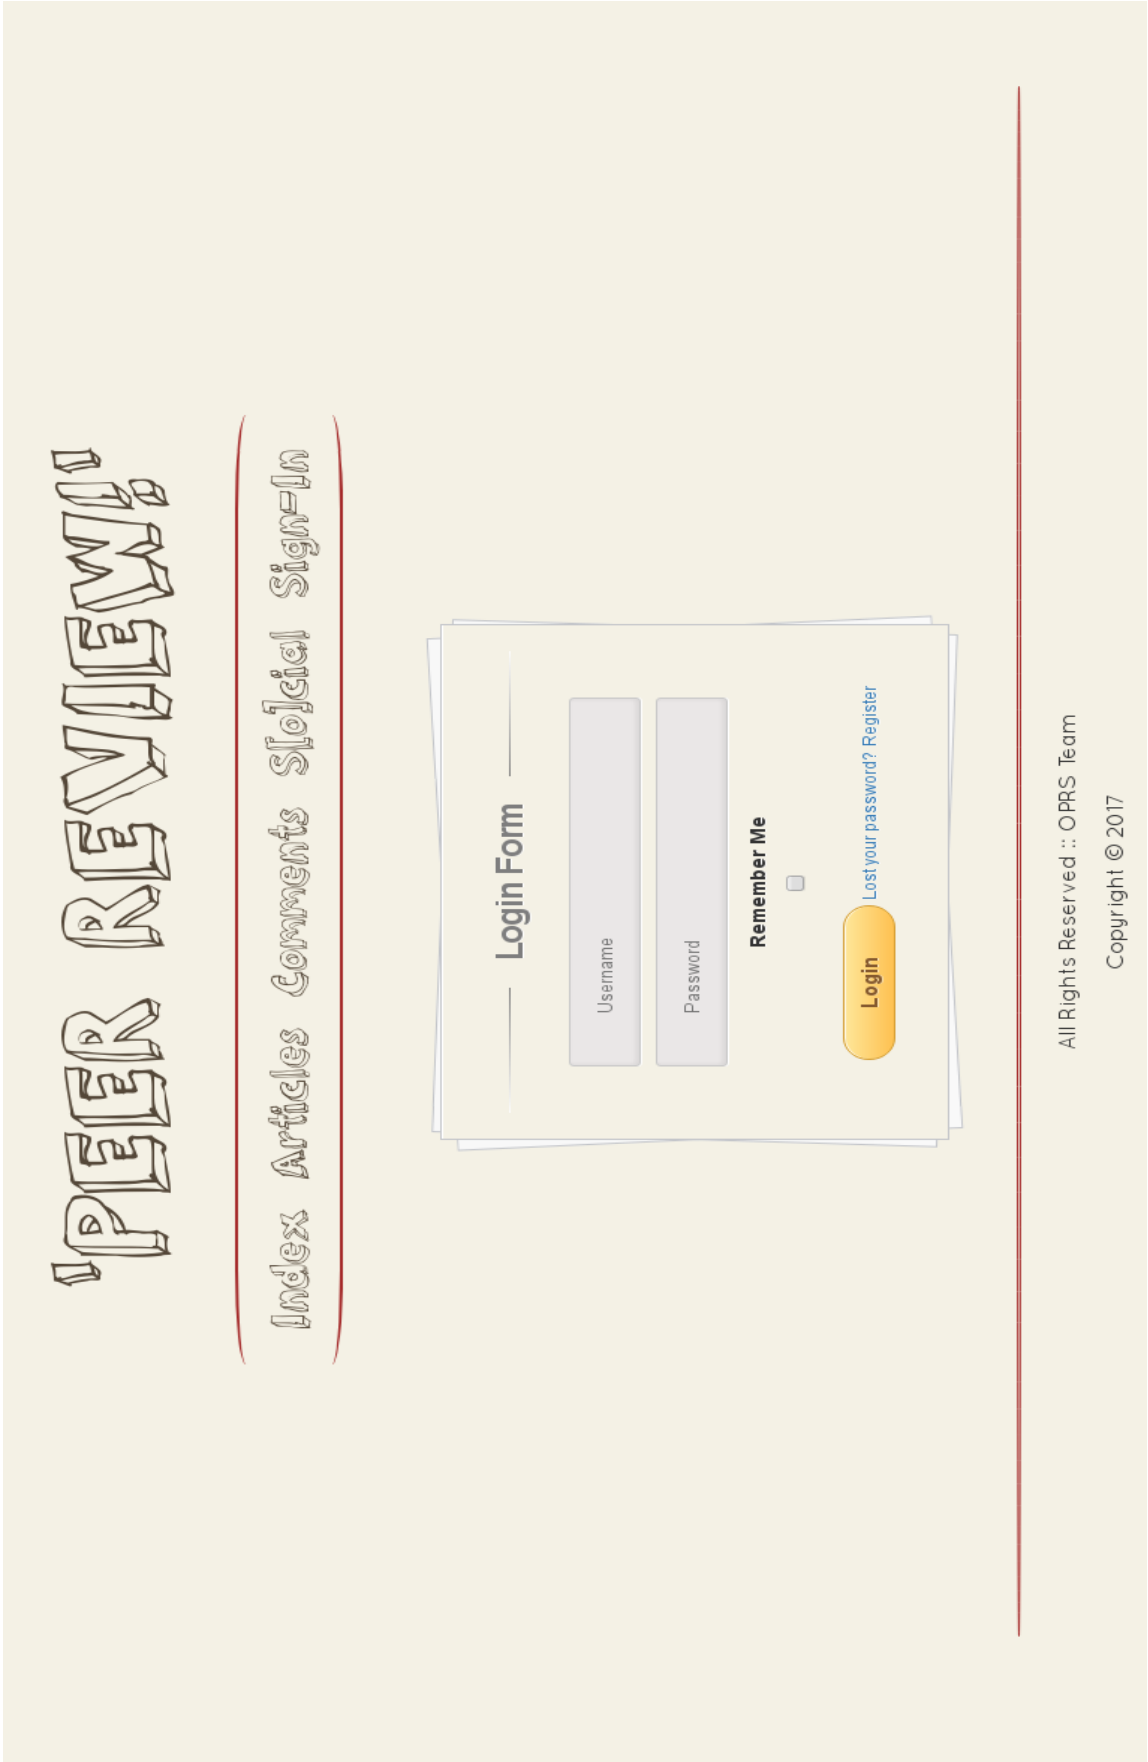 'PEER REVIEW!'
Index Articles Comments S[o]cial Sign=In
Login Form
Username
Password
Remember Me
Login Lost your password? Register
All Rights Reserved :: OPRS Team
Copyright © 2017